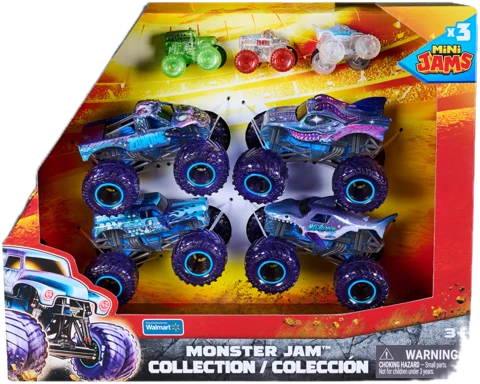 x3
MiNi
JAMS
MEGALODON
Walmart
MONSTER JAM™
COLLECTION / COLECCIÓN
3+
WARNING
CHOKING HAZARD – Small parts.
Not for children under 3 years.